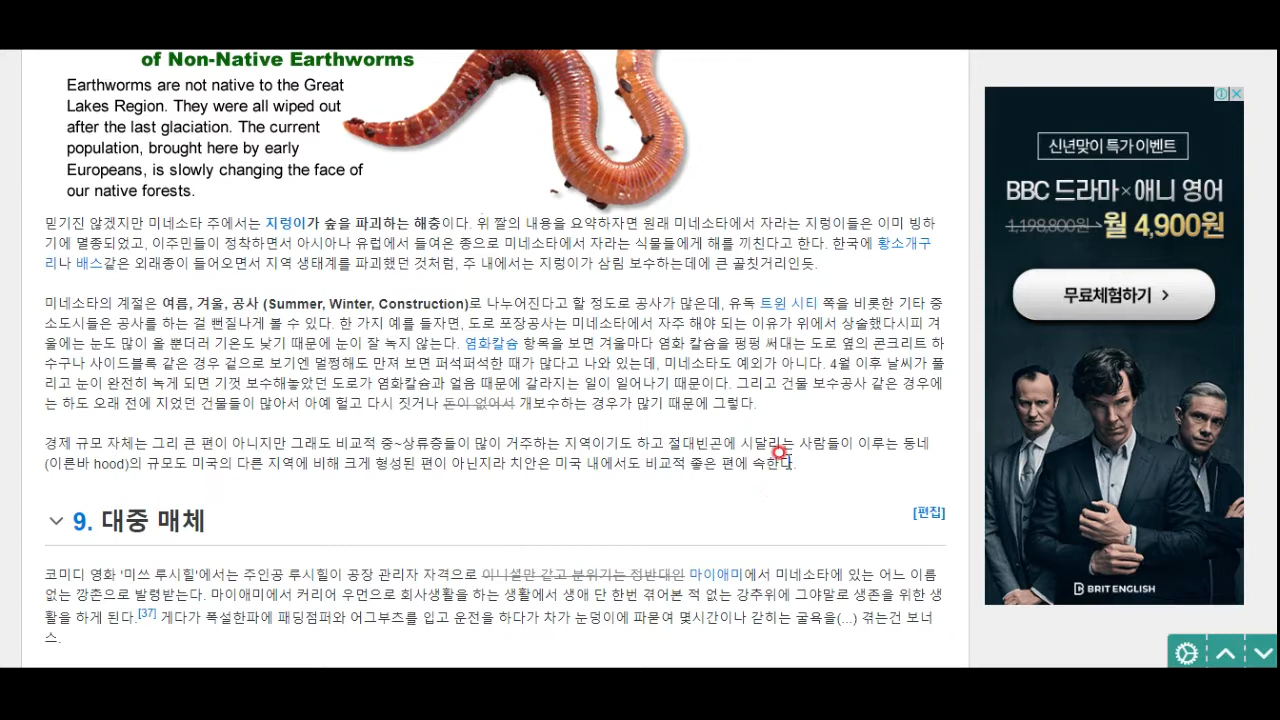 of Non-Native Earthworms
Earthworms are not native to the Great
Lakes Region. They were all wiped out
after the last glaciation. The current
population, brought here by early
Europeans, is slowly changing the face of
our native forests.
믿기진 않겠지만 미네소타 주에서는 지렁이가 숲을 파괴하는 해충이다. 위 짤의 내용을 요약하자면 원래 미네소타에서 자라는 지렁이들은 이미 빙하
기에 멸종되었고, 이주민들이 정착하면서 아시아나 유럽에서 들여온 종으로 미네소타에서 자라는 식물들에게 해를 끼친다고 한다. 한국에 황소개구
리나 배스같은 외래종이 들어오면서 지역 생태계를 파괴했던 것처럼, 주 내에서는 지렁이가 삼림 보수하는데에 큰 골칫거리인듯.
미네소타의 계절은 여름, 겨울, 공사 (Summer, Winter, Construction)로 나누어진다고 할 정도로 공사가 많은데, 유독 트윈 시티 쪽을 비롯한 기타 중
소도시들은 공사를 하는 걸 뻔질나게 볼 수 있다. 한 가지 예를 들자면, 도로 포장공사는 미네소타에서 자주 해야 되는 이유가 위에서 상술했다시피 겨
울에는 눈도 많이 올 뿐더러 기온도 낮기 때문에 눈이 잘 녹지 않는다. 염화칼슘 항목을 보면 겨울마다 염화 칼슘을 펑펑 써대는 도로 옆의 콘크리트 하
수구나 사이드블록 같은 경우 겉으로 보기엔 멀쩡해도 만져 보면 퍼석퍼석한 때가 많다고 나와 있는데, 미네소타도 예외가 아니다. 4월 이후 날씨가 풀
리고 눈이 완전히 녹게 되면 기껏 보수해놓았던 도로가 염화칼슘과 얼음 때문에 갈라지는 일이 일어나기 때문이다. 그리고 건물 보수공사 같은 경우에
는 하도 오래 전에 지었던 건물들이 많아서 아예 헐고 다시 짓거나 돈이 없어서 개보수하는 경우가 많기 때문에 그렇다.
경제 규모 자체는 그리 큰 편이 아니지만 그래도 비교적 중~상류층들이 많이 거주하는 지역이기도 하고 절대빈곤에 시달리는 사람들이 이루는 동네
(이른바 hood)의 규모도 미국의 다른 지역에 비해 크게 형성된 편이 아닌지라 치안은 미국 내에서도 비교적 좋은 편에 속한다.
9. 대중 매체
[편집]
코미디 영화 '미쓰 루시힐'에서는 주인공 루시힐이 공장 관리자 자격으로 이니셜만 같고 분위기는 정반대인 마이애미에서 미네소타에 있는 어느 이름
없는 깡촌으로 발령받는다. 마이애미에서 커리어 우먼으로 회사생활을 하는 생활에서 생애 단 한번 겪어본 적 없는 강추위에 그야말로 생존을 위한 생
활을 하게 된다.[37] 게다가 폭설한파에 패딩점퍼와 어그부츠를 입고 운전을 하다가 차가 눈덩이에 파묻여 몇시간이나 갇히는 굴욕을(...) 겪는건 보너
스.
신년맞이 특가 이벤트
BBC 드라마×애니 영어
1,198,800원 월 4,900원
무료체험하기 >
BRIT ENGLISH